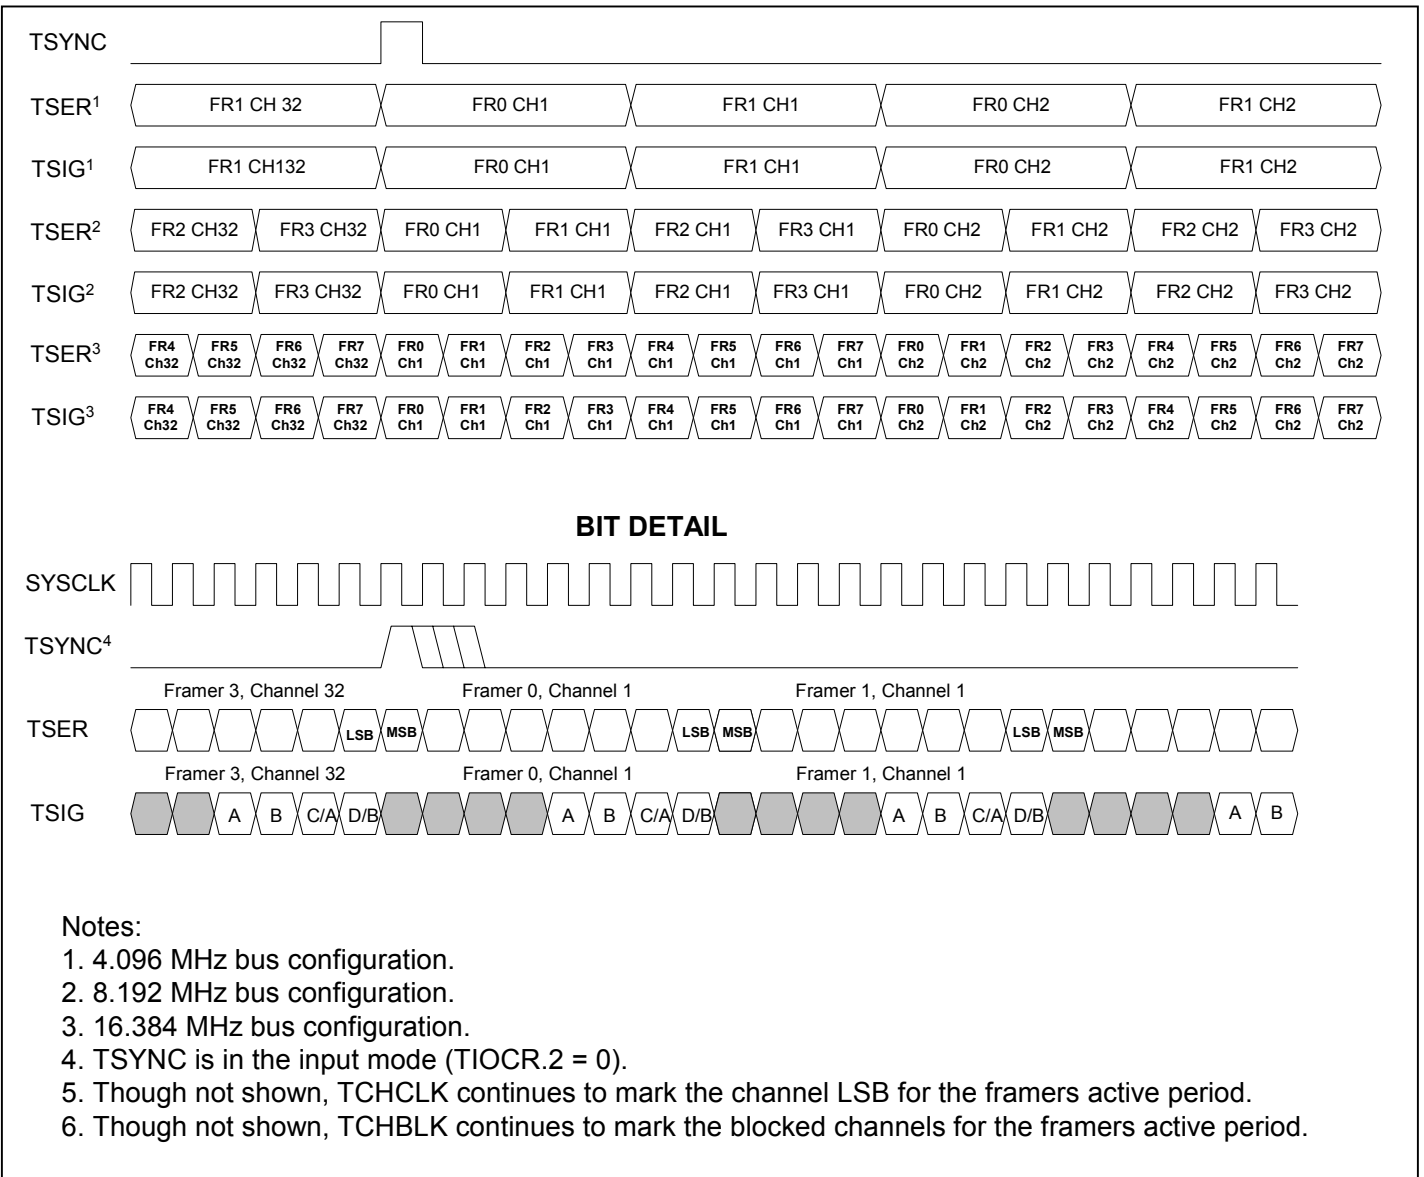 TSYNC
TSER1 FR1 CH 32 FR0 CH1 FR1 CH1 FR0 CH2 FR1 CH2
TSIG1 FR1 CH132 FR0 CH1 FR1 CH1 FR0 CH2 FR1 CH2
TSER2 FR2 CH32 FR3 CH32 FR0 CH1 FR1 CH1 FR2 CH1 FR3 CH1 FR0 CH2 FR1 CH2 FR2 CH2 FR3 CH2
TSIG2 FR2 CH32 FR3 CH32 FR0 CH1 FR1 CH1 FR2 CH1 FR3 CH1 FR0 CH2 FR1 CH2 FR2 CH2 FR3 CH2
FR4 FR5 FR6 FR7 FR0 FR1 FR2 FR3 FR4 FR5 FR6 FR7 FR0 FR1 FR2 FR3 FR4 FR5 FR6 FR7
TSER3 Ch32 Ch32 Ch32 Ch32 Ch1 Ch1 Ch1 Ch1 Ch1 Ch1 Ch1 Ch1 Ch2 Ch2 Ch2 Ch2 Ch2 Ch2 Ch2 Ch2
FR4 FR5 FR6 FR7 FR0 FR1 FR2 FR3 FR4 FR5 FR6 FR7 FR0 FR1 FR2 FR3 FR4 FR5 FR6 FR7
TSIG3 Ch32 Ch32 Ch32 Ch32 Ch1 Ch1 Ch1 Ch1 Ch1 Ch1 Ch1 Ch1 Ch2 Ch2 Ch2 Ch2 Ch2 Ch2 Ch2 Ch2
BIT DETAIL
SYSCLK
TSYNC4
Framer 3, Channel 32 Framer 0, Channel 1 Framer 1, Channel 1
TSER LSB MSB LSB MSB LSB MSB
Framer 3, Channel 32 Framer 0, Channel 1 Framer 1, Channel 1
TSIG A B C/A D/B A B C/A D/B A B C/A D/B A B
Notes:
1. 4.096 MHz bus configuration.
2. 8.192 MHz bus configuration.
3. 16.384 MHz bus configuration.
4. TSYNC is in the input mode (TIOCR.2 = 0).
5. Though not shown, TCHCLK continues to mark the channel LSB for the framers active period.
6. Though not shown, TCHBLK continues to mark the blocked channels for the framers active period.